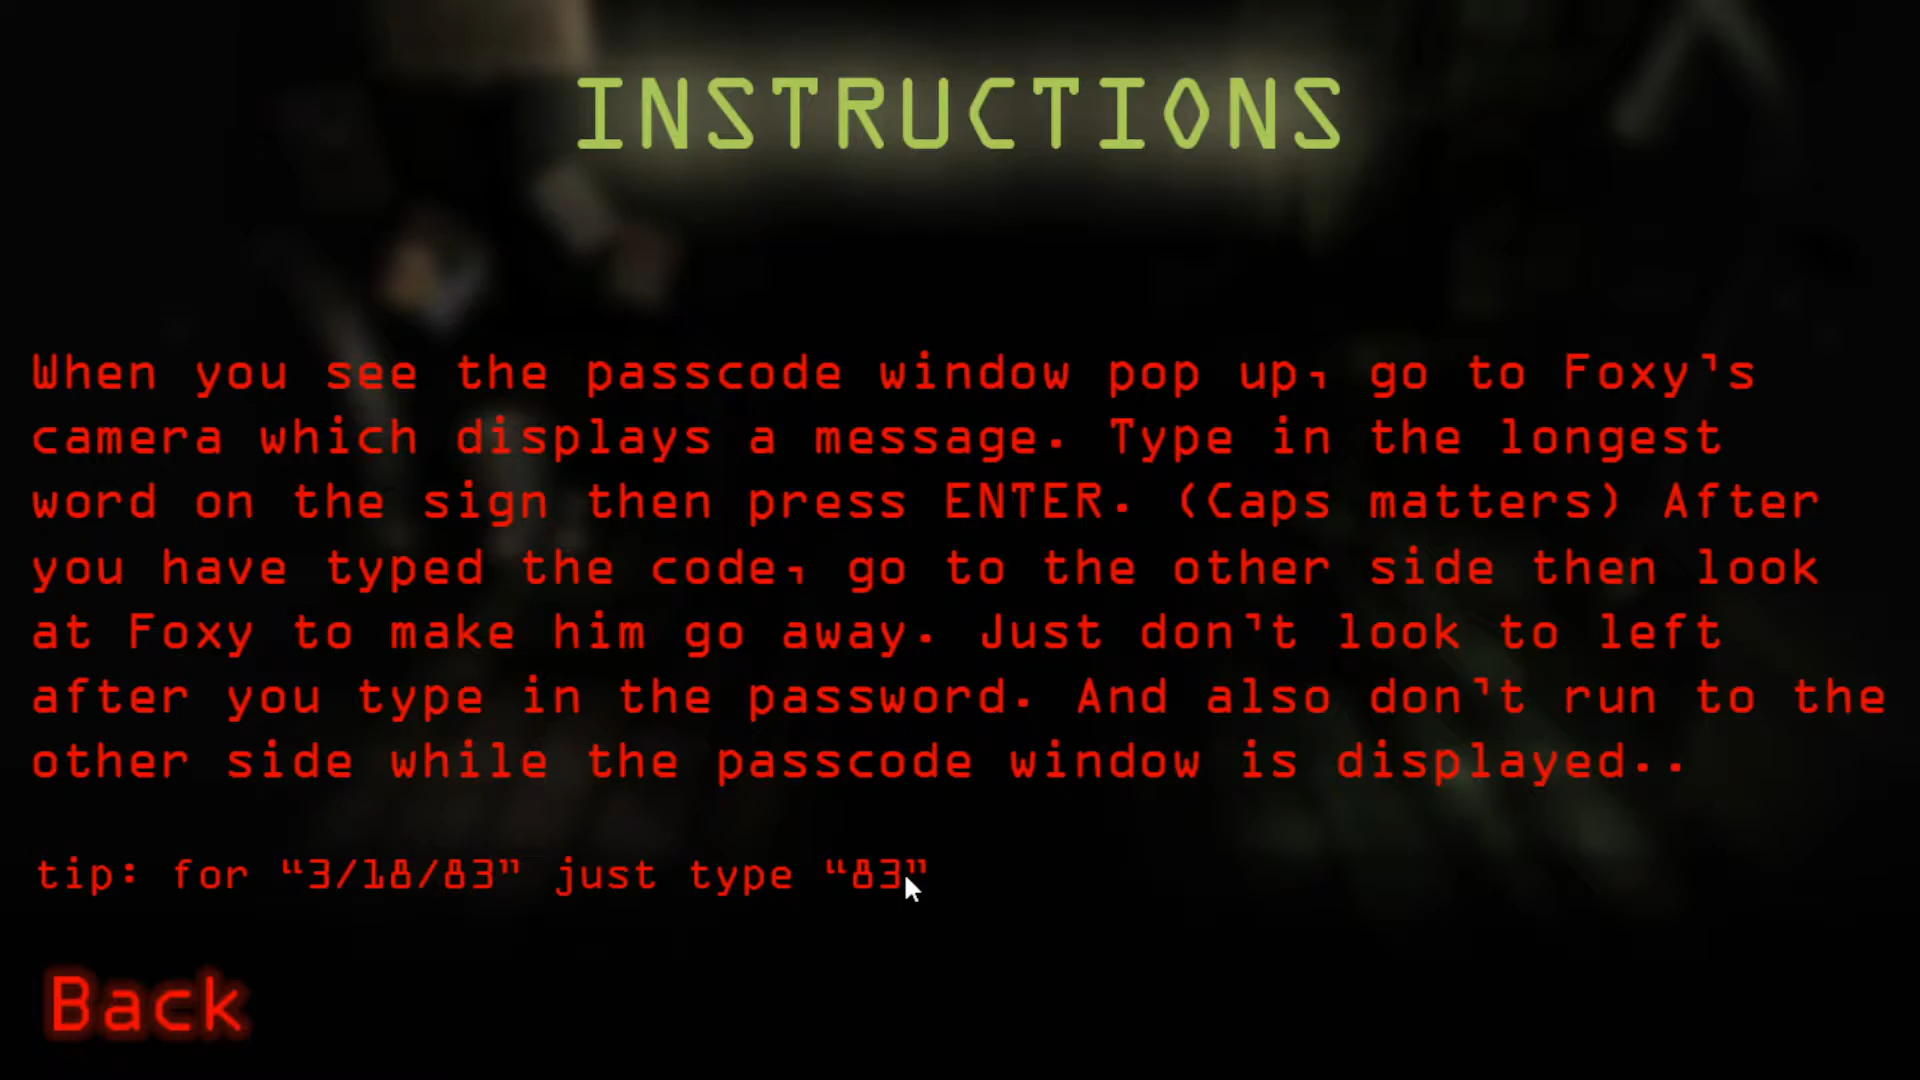 INSTRUCTIONS
When you see the passcode window pop up, go to Foxy's
camera which displays a message. Type in the longest
word on the sign then press ENTER. (Caps matters) After
you have typed the code, go to the other side then look
at Foxy to make him go away. Just don't look to left
after you type in the password. And also don't run to the
other side while the passcode window is displayed..
tip: for “3/18/83” just type “83”
Back